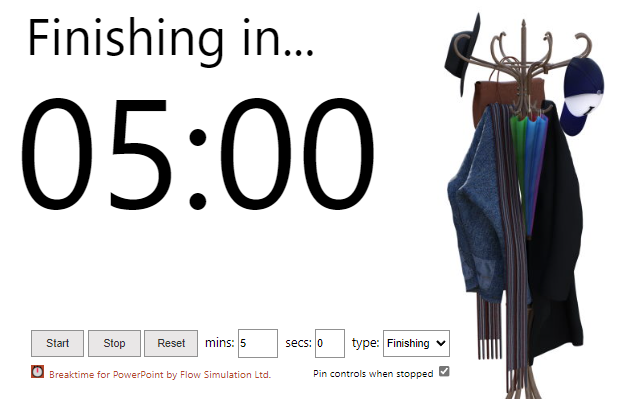 Finishing in...
05:00
Start Stop Reset mins: 5 secs: 0 type: Finishing
Breaktime for PowerPoint by Flow Simulation Ltd. Pin controls when stopped